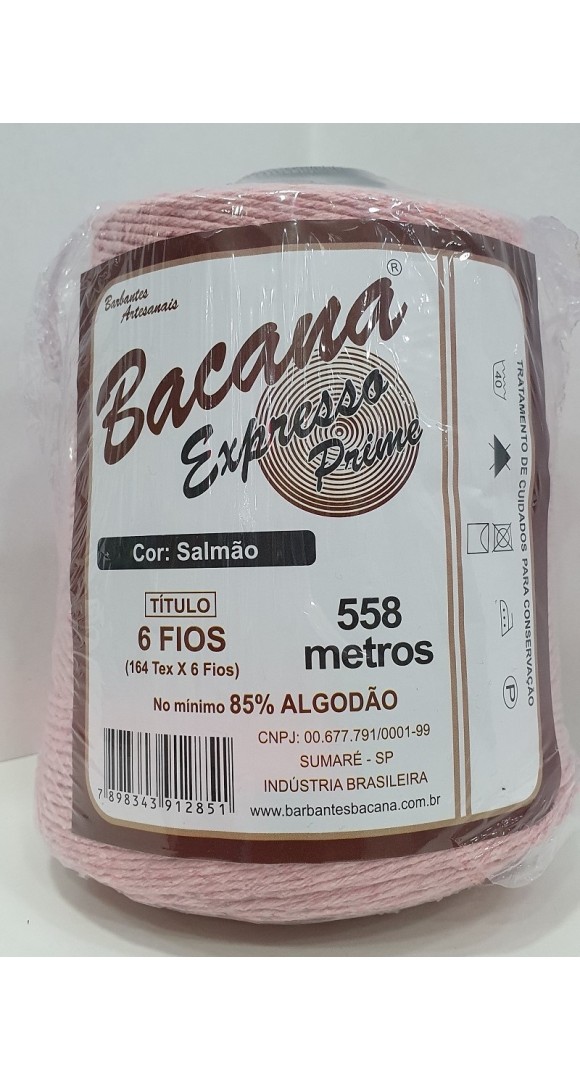 Barbantes
Artesanais
Bacana®
Expresso
Prime
Cor: Salmão
TÍTULO
6 FIOS
(164 Tex X 6 Fios)
558
metros
No mínimo 85% ALGODÃO
CNPJ: 00.677.791/0001-99
SUMARÉ - SP
INDÚSTRIA BRASILEIRA
www.barbantesbacana.com.br
7 898343 912851
TRATAMENTO DE CUIDADOS PARA CONSERVAÇÃO
40
P